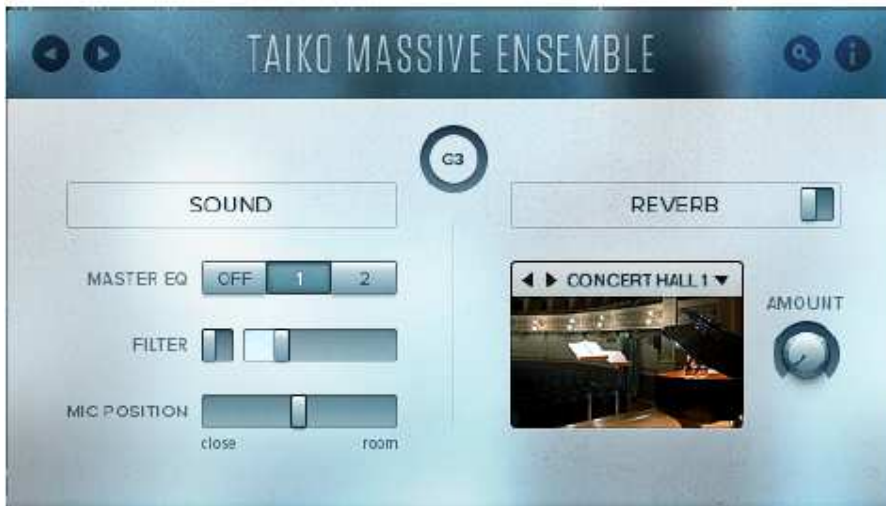 TAIKO MASSIVE ENSEMBLE
G3
SOUND
MASTER EQ OFF 1 2
FILTER
MIC POSITION
close room
REVERB
CONCERT HALL 1
AMOUNT